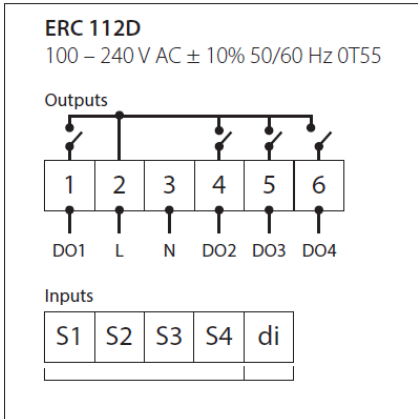 ERC 112D
100 – 240 V AC ± 10% 50/60 Hz 0T55
Outputs
1 2 3 4 5 6
DO1 L N DO2 DO3 DO4
Inputs
S1 S2 S3 S4 di